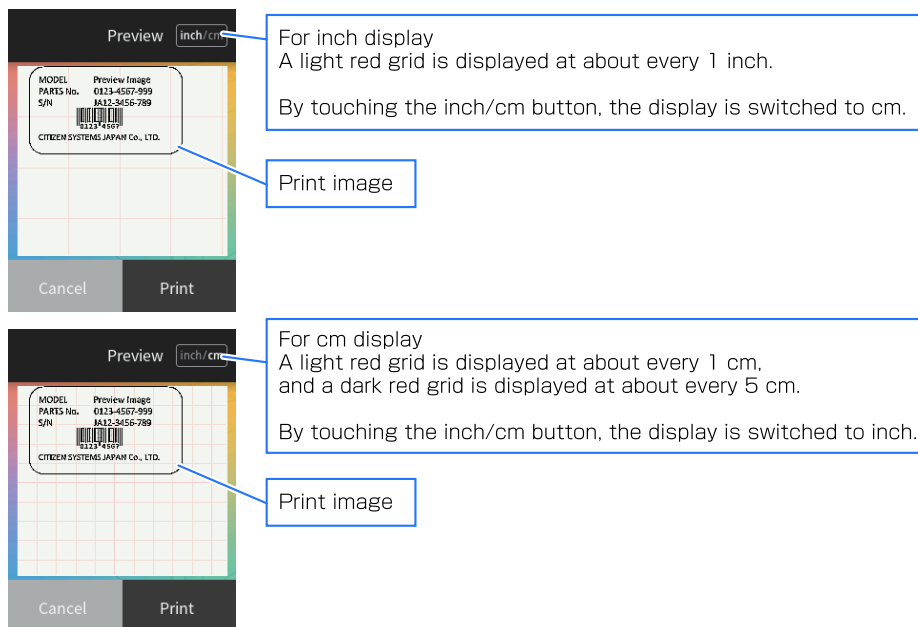 Preview inch/cm
MODEL Preview Image
PARTS No. 0123-4567-999
S/N JA12-3456-789
0123 4567
CITIZEN SYSTEMS JAPAN Co., LTD.
Cancel Print
For inch display
A light red grid is displayed at about every 1 inch.
By touching the inch/cm button, the display is switched to cm.
Print image
Preview inch/cm
MODEL Preview Image
PARTS No. 0123-4567-999
S/N JA12-3456-789
0123 4567
CITIZEN SYSTEMS JAPAN Co., LTD.
Cancel Print
For cm display
A light red grid is displayed at about every 1 cm,
and a dark red grid is displayed at about every 5 cm.
By touching the inch/cm button, the display is switched to inch.
Print image